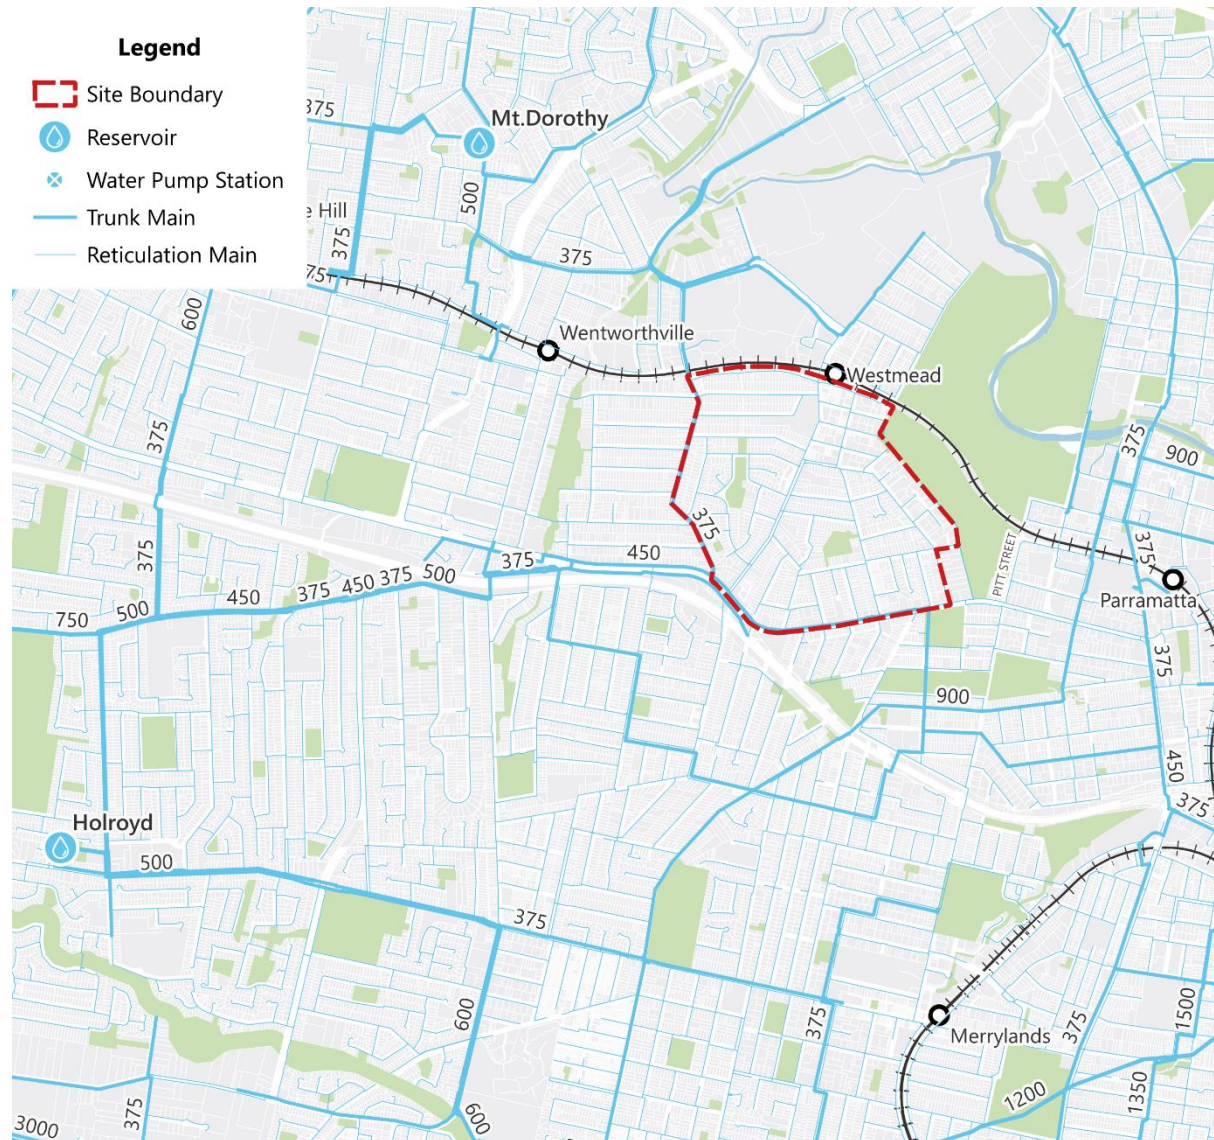 Legend
Site Boundary
Reservoir
Water Pump Station
Trunk Main
Reticulation Main
375
Mt.Dorothy
500
e Hill
375
375
75
600
Wentworthville
Westmead
375
375
900
375
450
375
375
PITT STREET
375
Parramatta
750
500
450
375
450
375
500
375
900
450
375
Holroyd
500
375
600
375
Merrylands
375
1500
1200
1350
3000
375
600